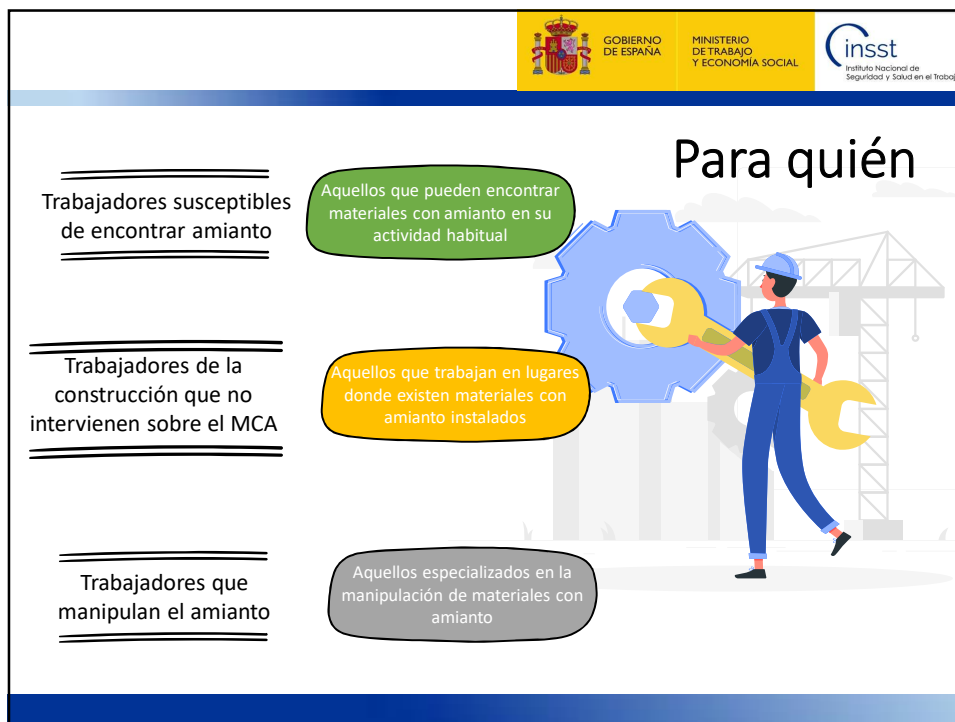 GOBIERNO
DE ESPAÑA
MINISTERIO
DE TRABAJO
Y ECONOMÍA SOCIAL
insst
Instituto Nacional de
Seguridad y Salud en el Trabajo
Para quién
Trabajadores susceptibles
de encontrar amianto
Aquellos que pueden encontrar
materiales con amianto en su
actividad habitual
Trabajadores de la
construcción que no
intervienen sobre el MCA
Aquellos que trabajan en lugares
donde existen materiales con
amianto instalados
Trabajadores que
manipulan el amianto
Aquellos especializados en la
manipulación de materiales con
amianto